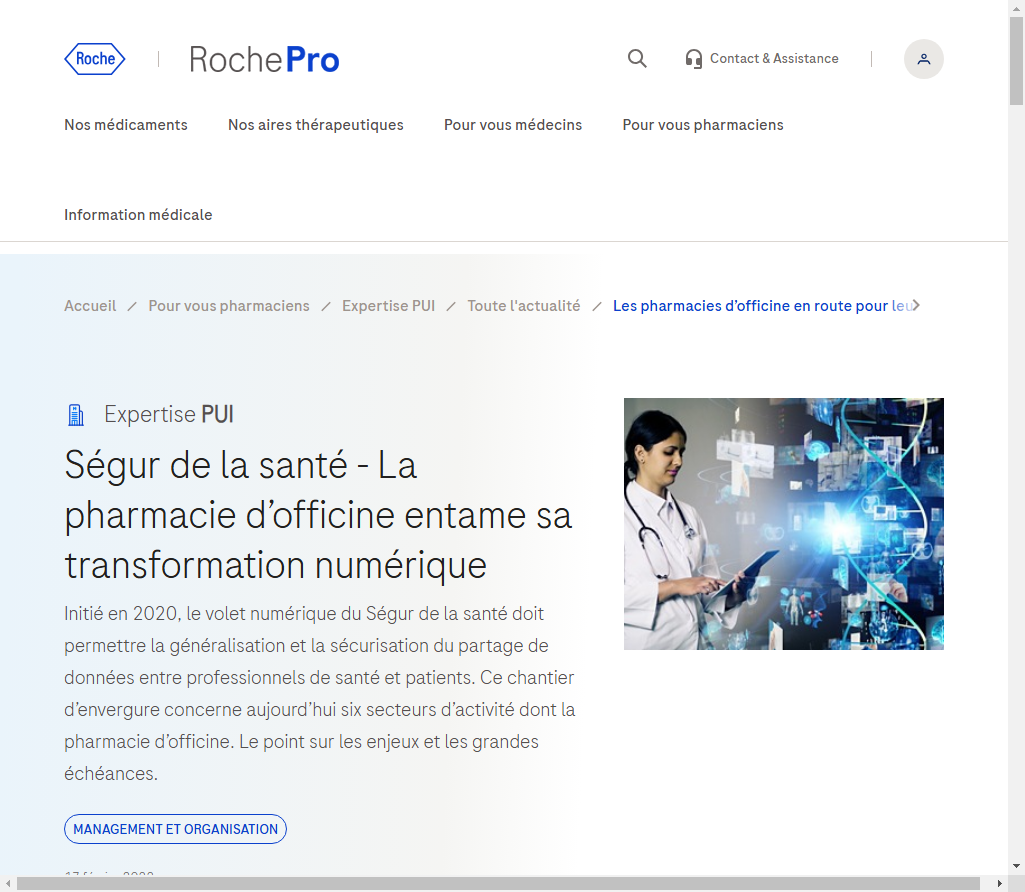 Roche
RochePro
Contact & Assistance
Nos médicaments
Nos aires thérapeutiques
Pour vous médecins
Pour vous pharmaciens
Information médicale
Accueil / Pour vous pharmaciens / Expertise PUI / Toute l'actualité / Les pharmacies d’officine en route pour leu
Expertise PUI
Ségur de la santé - La
pharmacie d’officine entame sa
transformation numérique
Initié en 2020, le volet numérique du Ségur de la santé doit
permettre la généralisation et la sécurisation du partage de
données entre professionnels de santé et patients. Ce chantier
d’envergure concerne aujourd’hui six secteurs d’activité dont la
pharmacie d’officine. Le point sur les enjeux et les grandes
échéances.
MANAGEMENT ET ORGANISATION